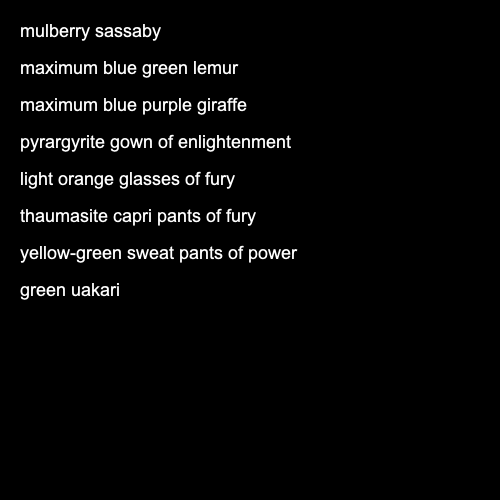 mulberry sassaby
maximum blue green lemur
maximum blue purple giraffe
pyrargyrite gown of enlightenment
light orange glasses of fury
thaumasite capri pants of fury
yellow-green sweat pants of power
green uakari